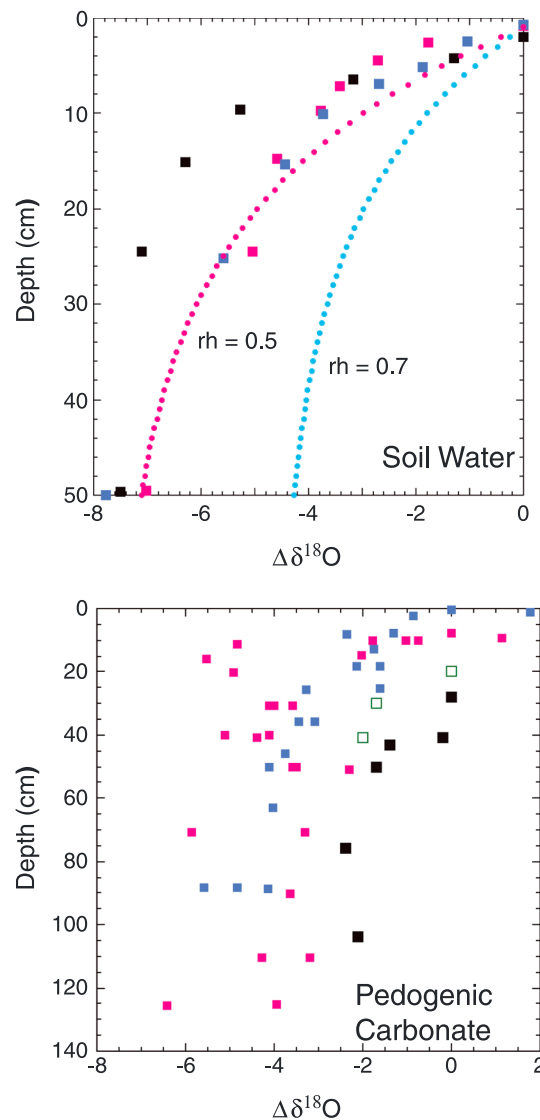 0
10
20
30
40
50
Depth (cm)
rh = 0.5
rh = 0.7
Soil Water
-8
-6
-4
-2
0
Δδ¹⁸O
0
20
40
60
80
100
120
140
Depth (cm)
Pedogenic
Carbonate
-8
-6
-4
-2
0
2
Δδ¹⁸O